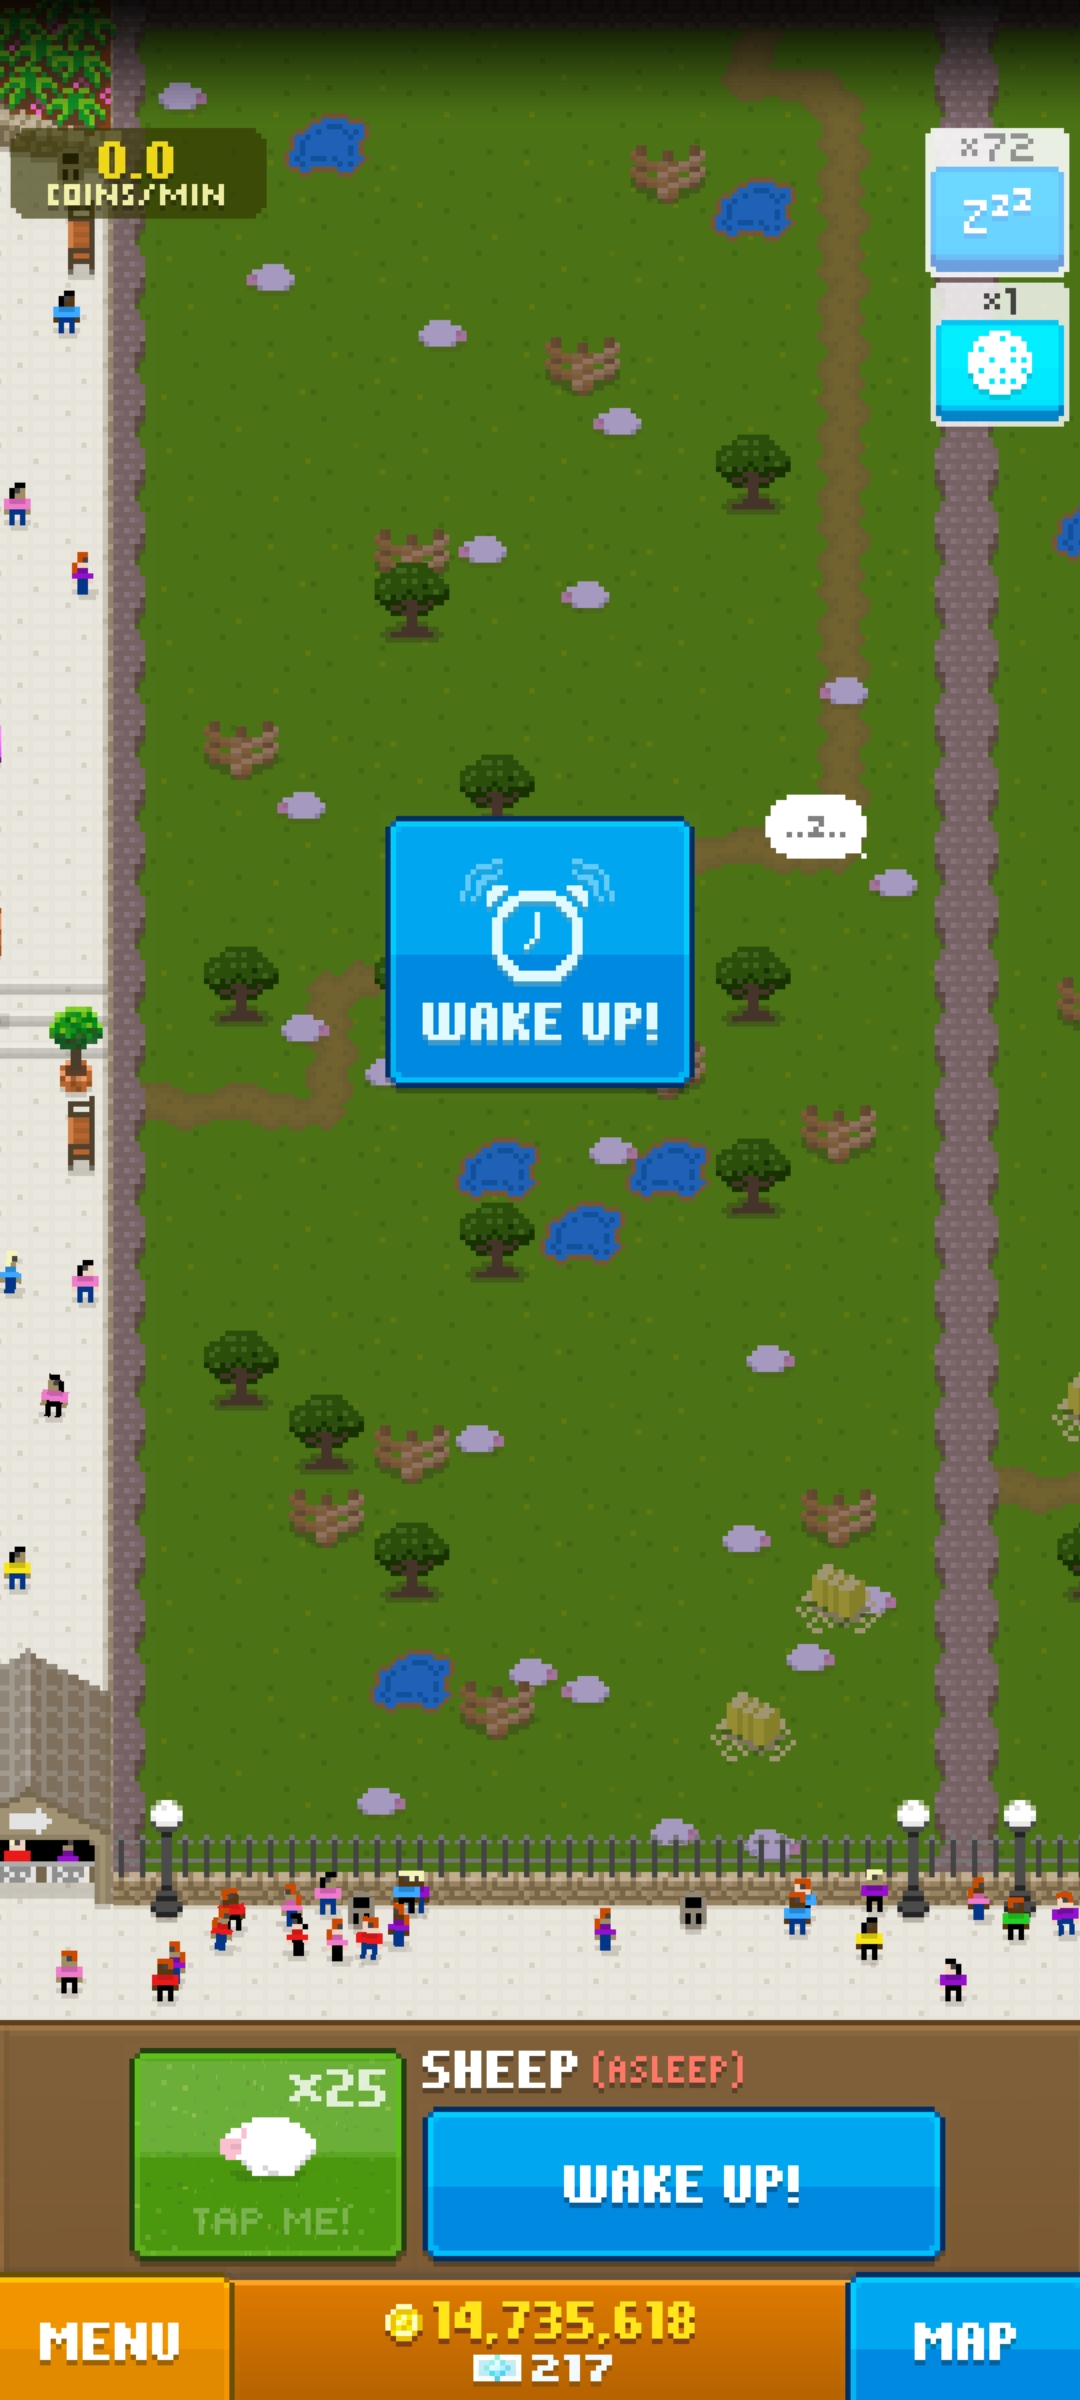 0.0
COINS/MIN
x72
zzz
x1
..z..
WAKE UP!
x25
TAP ME!
SHEEP (ASLEEP)
WAKE UP!
MENU
14,735,618
217
MAP